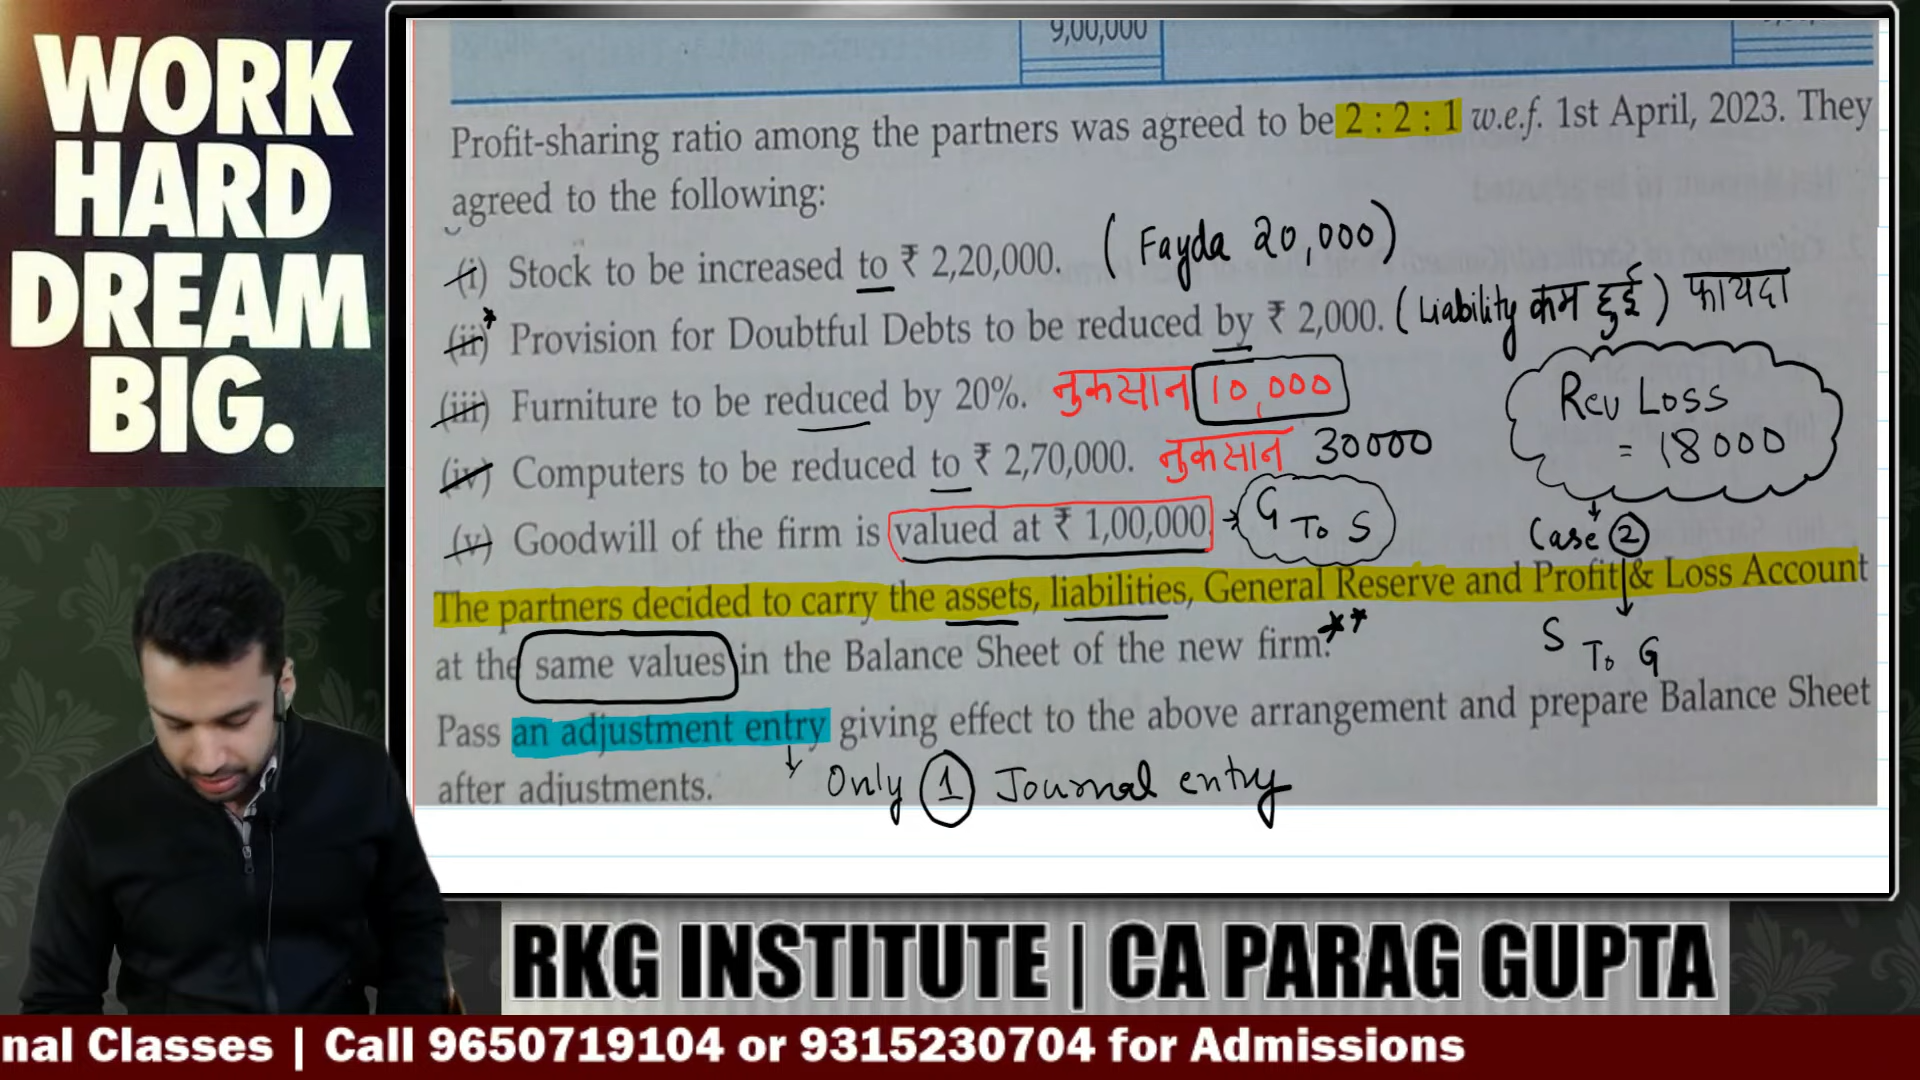 WORK
HARD
DREAM
BIG.
9,00,000
Profit-sharing ratio among the partners was agreed to be 2 : 2 : 1 w.e.f. 1st April, 2023. They
agreed to the following:
(i) Stock to be increased to ₹ 2,20,000. (Fayda 20,000)
(ii)* Provision for Doubtful Debts to be reduced by ₹ 2,000. (Liability कम हुई) फायदा
(iii) Furniture to be reduced by 20%. नुकसान 10,000
Rev Loss
= 18000
(iv) Computers to be reduced to ₹ 2,70,000. नुकसान 30000
(v) Goodwill of the firm is valued at ₹ 1,00,000 → G To S
Case 2
The partners decided to carry the assets, liabilities, General Reserve and Profit & Loss Account
at the same values in the Balance Sheet of the new firm.**
S To G
Pass an adjustment entry giving effect to the above arrangement and prepare Balance Sheet
after adjustments.
Only 1 Journal entry
RKG INSTITUTE | CA PARAG GUPTA
nal Classes | Call 9650719104 or 9315230704 for Admissions